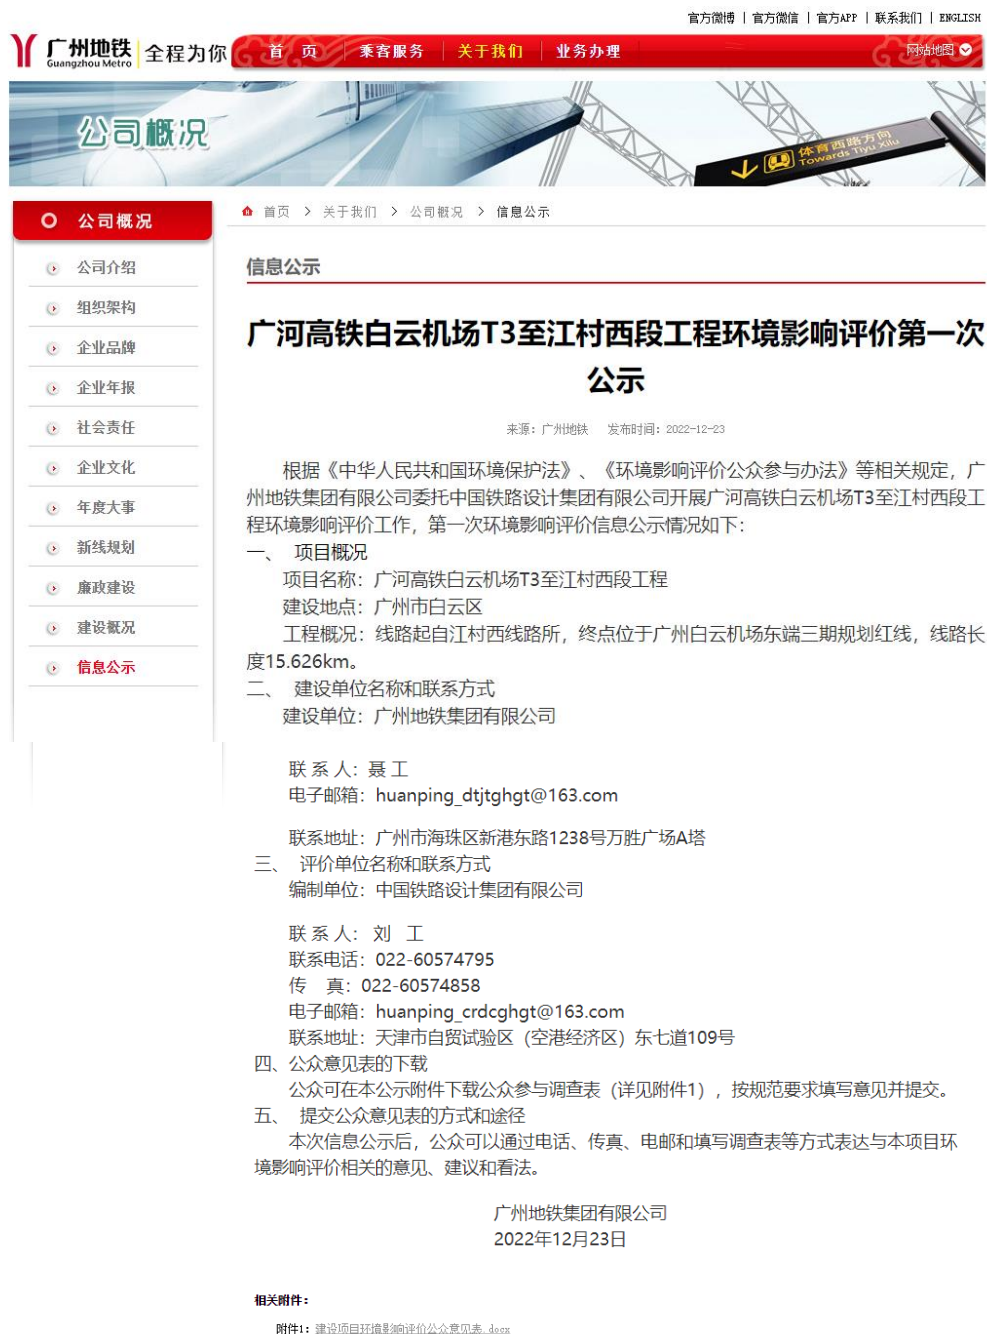 官方微博 | 官方微信 | 官方APP | 联系我们 | ENGLISH
广州地铁
Guangzhou Metro
全程为你
首 页
乘客服务
关于我们
业务办理
网站地图
公司概况
体育西路方向
Towards Tiyu Xilu
公司概况
公司介绍
组织架构
企业品牌
企业年报
社会责任
企业文化
年度大事
新线规划
廉政建设
建设概况
信息公示
首页 > 关于我们 > 公司概况 > 信息公示
信息公示
广河高铁白云机场T3至江村西段工程环境影响评价第一次
公示
来源：广州地铁 发布时间：2022-12-23
根据《中华人民共和国环境保护法》、《环境影响评价公众参与办法》等相关规定，广
州地铁集团有限公司委托中国铁路设计集团有限公司开展广河高铁白云机场T3至江村西段工
程环境影响评价工作，第一次环境影响评价信息公示情况如下：
一、 项目概况
项目名称：广河高铁白云机场T3至江村西段工程
建设地点：广州市白云区
工程概况：线路起自江村西线路所，终点位于广州白云机场东端三期规划红线，线路长
度15.626km。
二、 建设单位名称和联系方式
建设单位：广州地铁集团有限公司
联 系 人：聂 工
电子邮箱：huanping_dtjtghgt@163.com
联系地址：广州市海珠区新港东路1238号万胜广场A塔
三、 评价单位名称和联系方式
编制单位：中国铁路设计集团有限公司
联 系 人： 刘 工
联系电话：022-60574795
传 真：022-60574858
电子邮箱：huanping_crdcghgt@163.com
联系地址：天津市自贸试验区（空港经济区）东七道109号
四、公众意见表的下载
公众可在本公示附件下载公众参与调查表（详见附件1），按规范要求填写意见并提交。
五、 提交公众意见表的方式和途径
本次信息公示后，公众可以通过电话、传真、电邮和填写调查表等方式表达与本项目环
境影响评价相关的意见、建议和看法。
广州地铁集团有限公司
2022年12月23日
相关附件：
附件1：建设项目环境影响评价公众意见表.docx